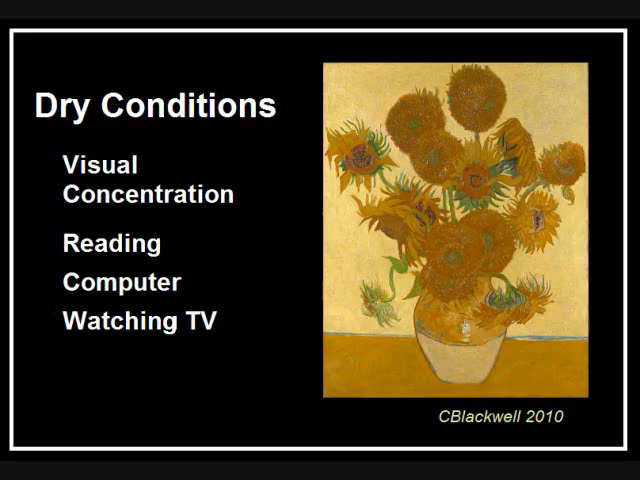 Dry Conditions
Visual
Concentration
Reading
Computer
Watching TV
CBlackwell 2010